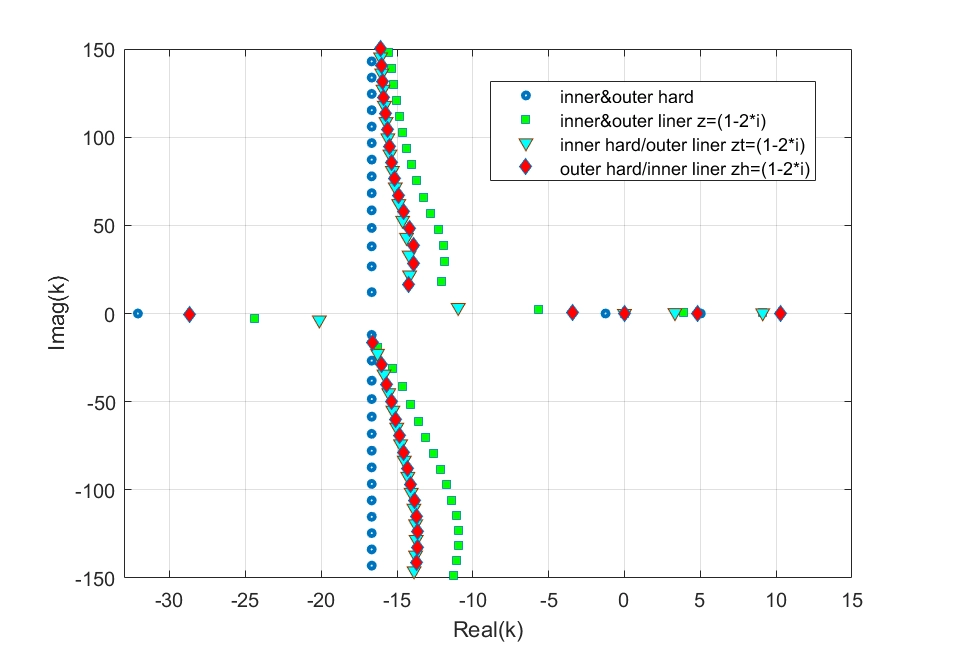 150
100
50
0
-50
-100
-150
Imag(k)
inner&outer hard
inner&outer liner z=(1-2*i)
inner hard/outer liner zt=(1-2*i)
outer hard/inner liner zh=(1-2*i)
-30 -25 -20 -15 -10 -5 0 5 10 15
Real(k)